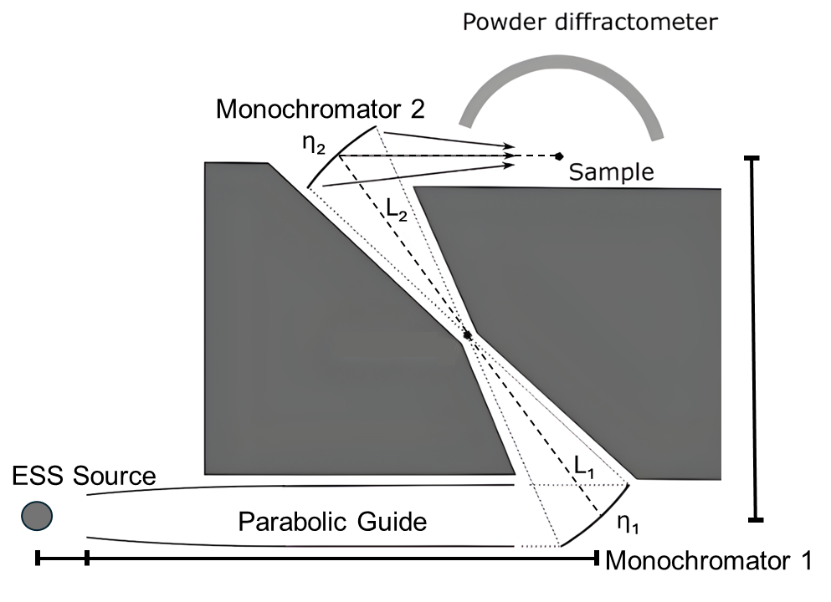 Powder diffractometer
Monochromator 2
η₂
Sample
L₂
L₁
ESS Source
Parabolic Guide
η₁
Monochromator 1